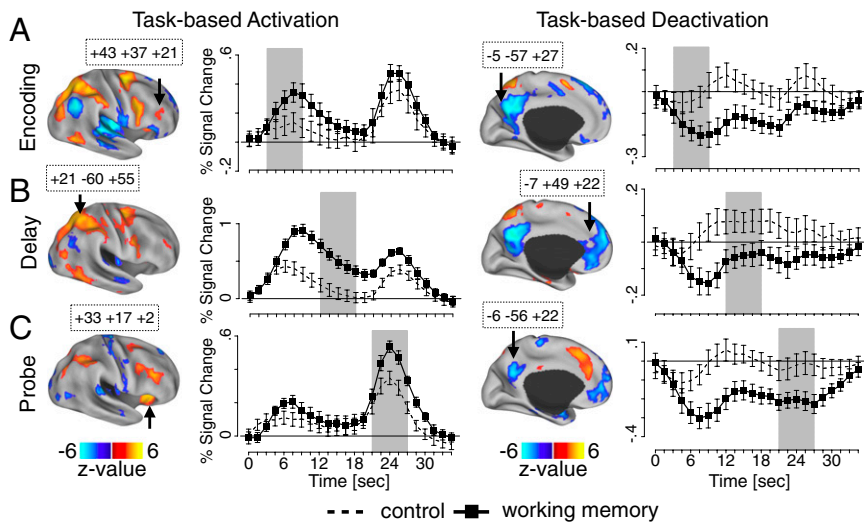 Task-based Activation
Task-based Deactivation
A
Encoding
+43 +37 +21
% Signal Change
.6
-.2
-5 -57 +27
.2
-.3
B
Delay
+21 -60 +55
% Signal Change
1
0
-7 +49 +22
.2
-.2
C
Probe
+33 +17 +2
% Signal Change
.6
0
-6 -56 +22
.1
-.4
-6 6
z-value
0 6 12 18 24 30
Time [sec]
-6 6
z-value
0 6 12 18 24 30
Time [sec]
control working memory